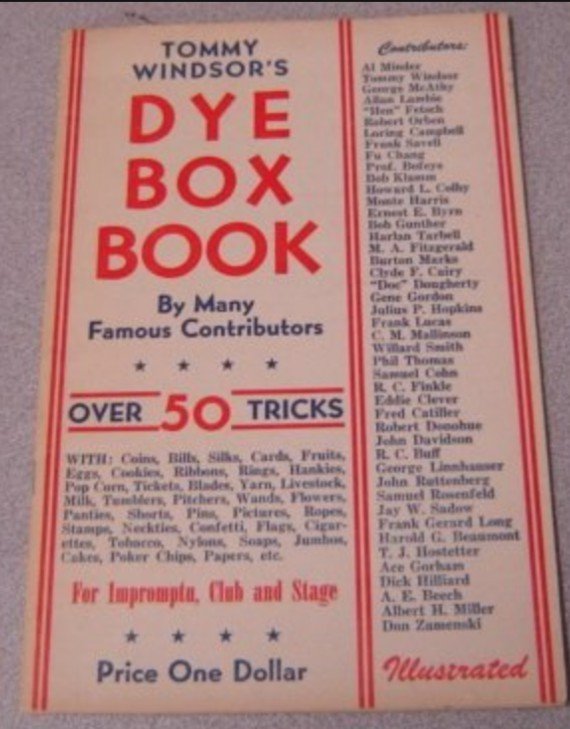 TOMMY
WINDSOR'S
DYE
BOX
BOOK
By Many
Famous Contributors
OVER 50 TRICKS
WITH: Coins, Bills, Silks, Cards, Fruits,
Eggs, Cookies, Ribbons, Rings, Hankies,
Pop Corn, Tickets, Blades, Yarn, Livestock,
Milk, Tumblers, Pitchers, Wands, Flowers,
Panties, Shorts, Pins, Pictures, Ropes,
Stamps, Neckties, Confetti, Flags, Cigar-
ettes, Tobacco, Nylons, Soaps, Jumbos,
Cakes, Poker Chips, Papers, etc.
For Impromptu, Club and Stage
Price One Dollar
Contributors:
Al Minder
Tommy Windsor
George McAthy
Allan Lambie
"Hen" Fetsch
Robert Orben
Loring Campbell
Frank Savell
Fu Chang
Prof. Bofeys
Bob Klamm
Howard L. Colby
Monte Harris
Ernest E. Byrn
Bob Gunther
Harlan Tarbell
M. A. Fitzgerald
Burton Marks
Clyde F. Cairy
"Doc" Dougherty
Gene Gordon
Julius P. Hopkins
Frank Lucas
C. M. Mallinson
Willard Smith
Phil Thomas
Samuel Cohn
R. C. Finkle
Eddie Clever
Fred Catiller
Robert Donohue
John Davidson
R. C. Buff
George Linnhauser
John Ruttenberg
Samuel Rosenfeld
Jay W. Sadow
Frank Gerard Long
Harold G. Beaumont
T. J. Hostetter
Ace Gorham
Dick Hilliard
A. E. Beech
Albert H. Miller
Dan Zamenski
Illustrated